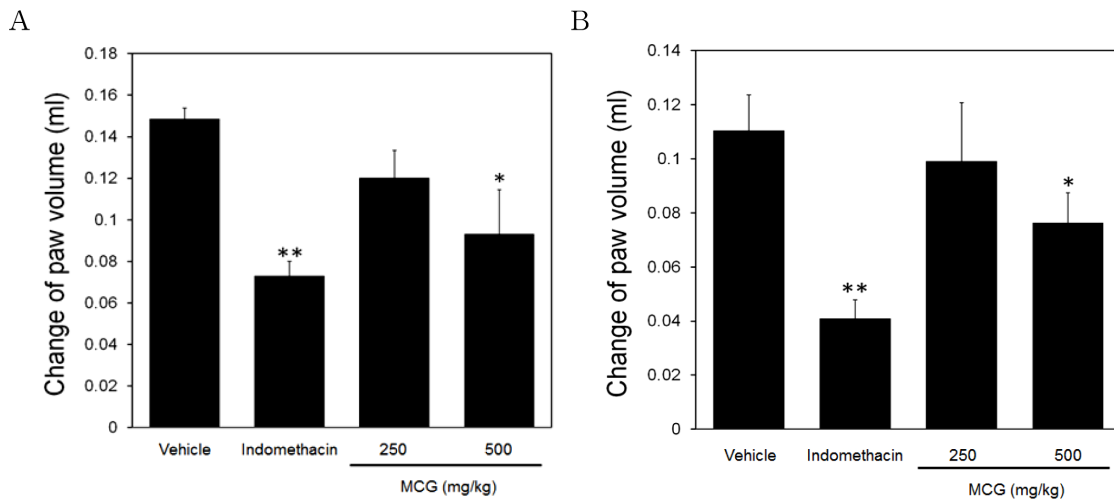 A
Change of paw volume (ml)
0.18
0.16
0.14
0.12
0.1
0.08
0.06
0.04
0.02
0
**
*
Vehicle Indomethacin 250 500
MCG (mg/kg)
B
Change of paw volume (ml)
0.14
0.12
0.1
0.08
0.06
0.04
0.02
0
**
*
Vehicle Indomethacin 250 500
MCG (mg/kg)